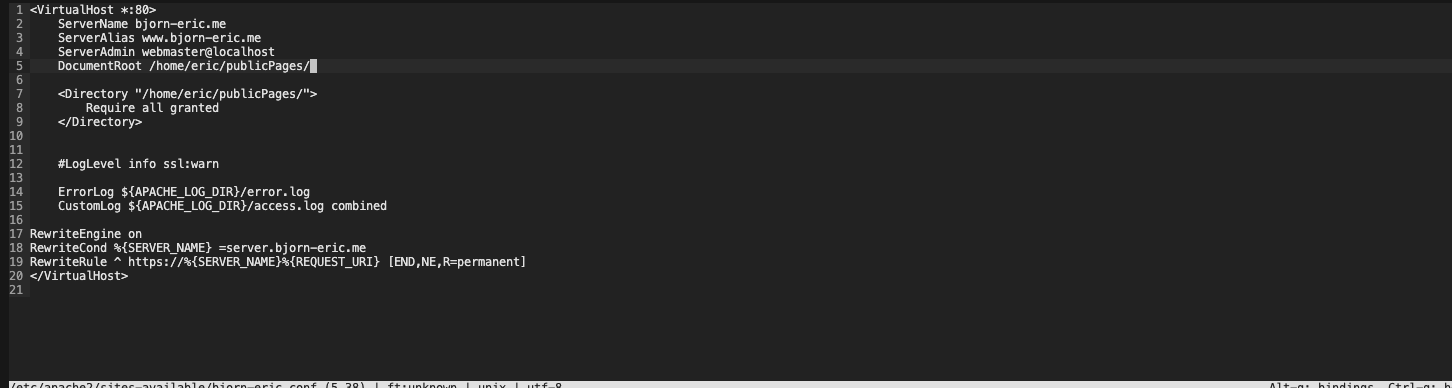 1 <VirtualHost *:80>
2     ServerName bjorn-eric.me
3     ServerAlias www.bjorn-eric.me
4     ServerAdmin webmaster@localhost
5     DocumentRoot /home/eric/publicPages/
6
7     <Directory "/home/eric/publicPages/">
8         Require all granted
9     </Directory>
10
11
12     #LogLevel info ssl:warn
13
14     ErrorLog ${APACHE_LOG_DIR}/error.log
15     CustomLog ${APACHE_LOG_DIR}/access.log combined
16
17 RewriteEngine on
18 RewriteCond %{SERVER_NAME} =server.bjorn-eric.me
19 RewriteRule ^ https://%{SERVER_NAME}%{REQUEST_URI} [END,NE,R=permanent]
20 </VirtualHost>
21
/etc/apache2/sites-available/bjorn-eric.conf (5,38) | ft:unknown | unix | utf-8 Alt-g: bindings, Ctrl-g: